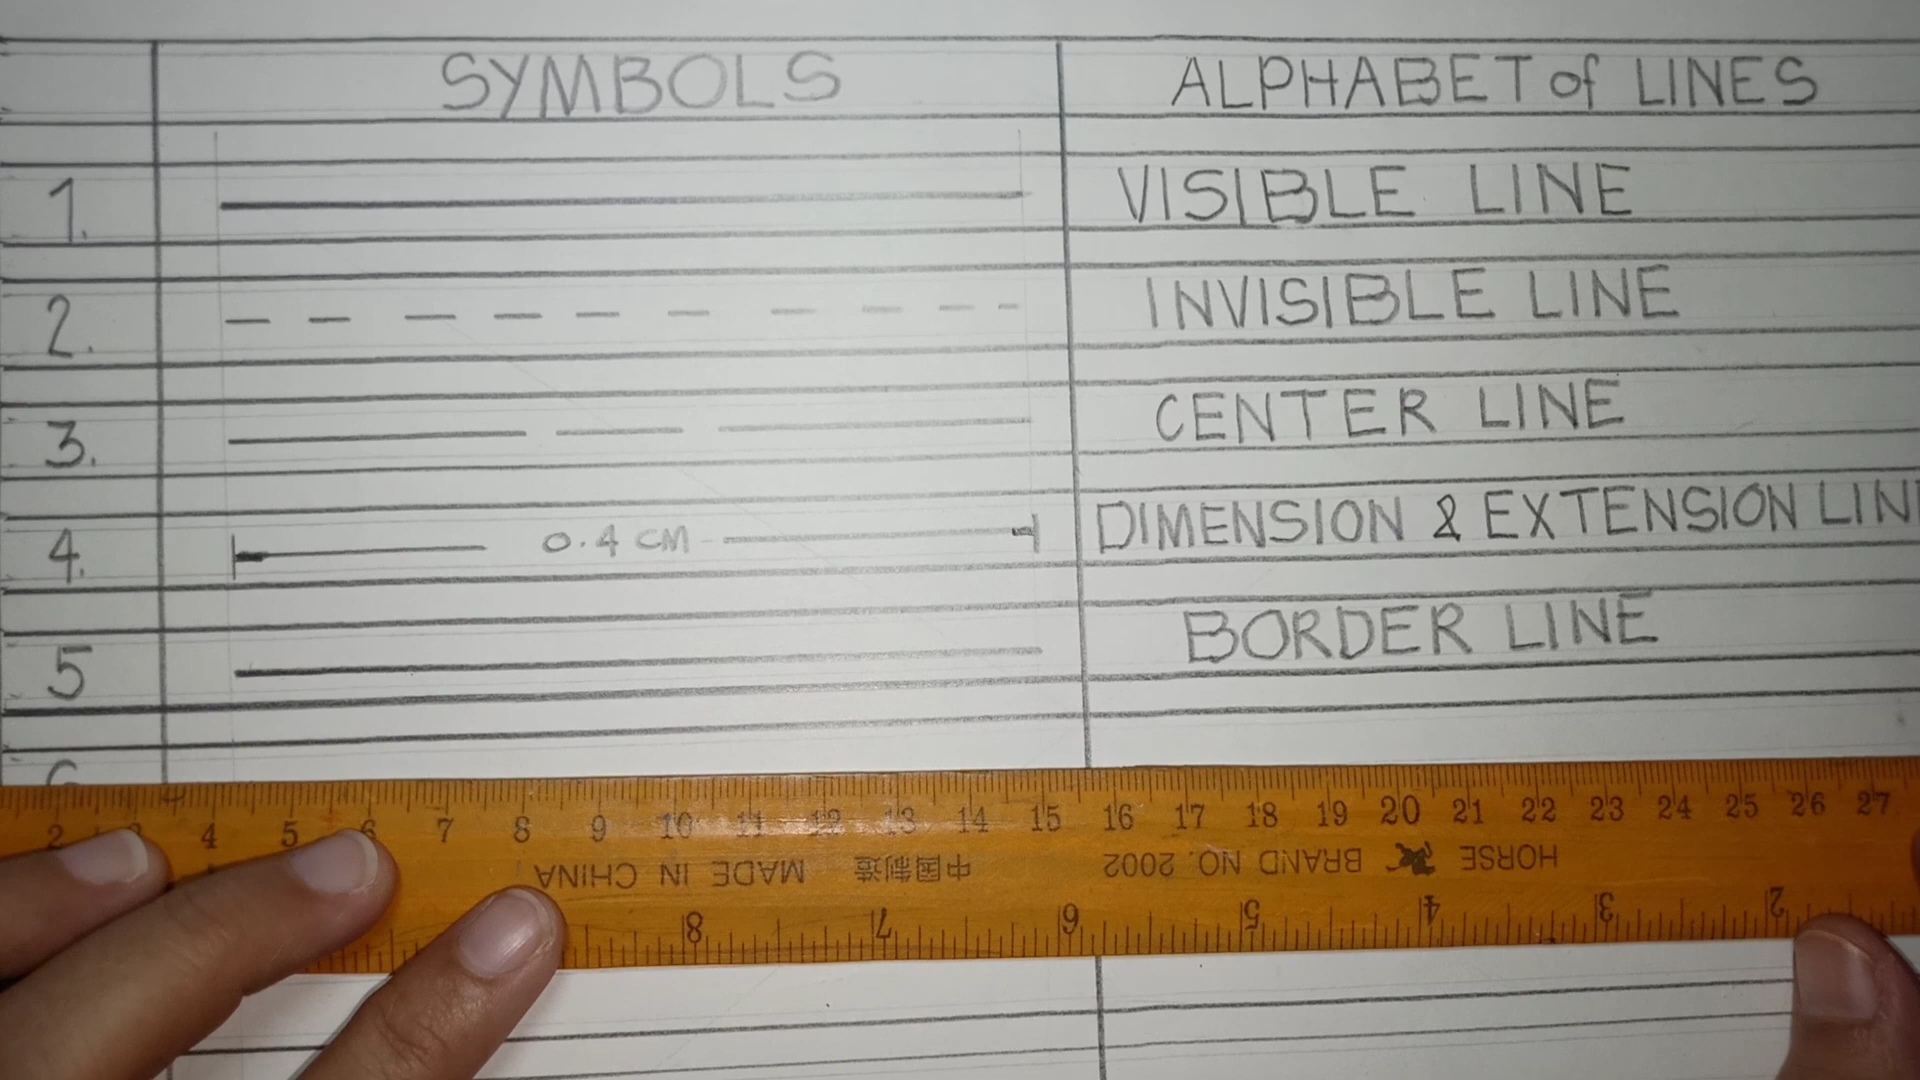 SYMBOLS ALPHABET of LINES
1. VISIBLE LINE
2. INVISIBLE LINE
3. CENTER LINE
4. 0.4 CM DIMENSION & EXTENSION LIN
5 BORDER LINE
2 3 4 5 6 7 8 9 10 11 12 13 14 15 16 17 18 19 20 21 22 23 24 25 26 27
HORSE BRAND NO. 2002 中国制造 MADE IN CHINA
8 7 6 5 4 3 2